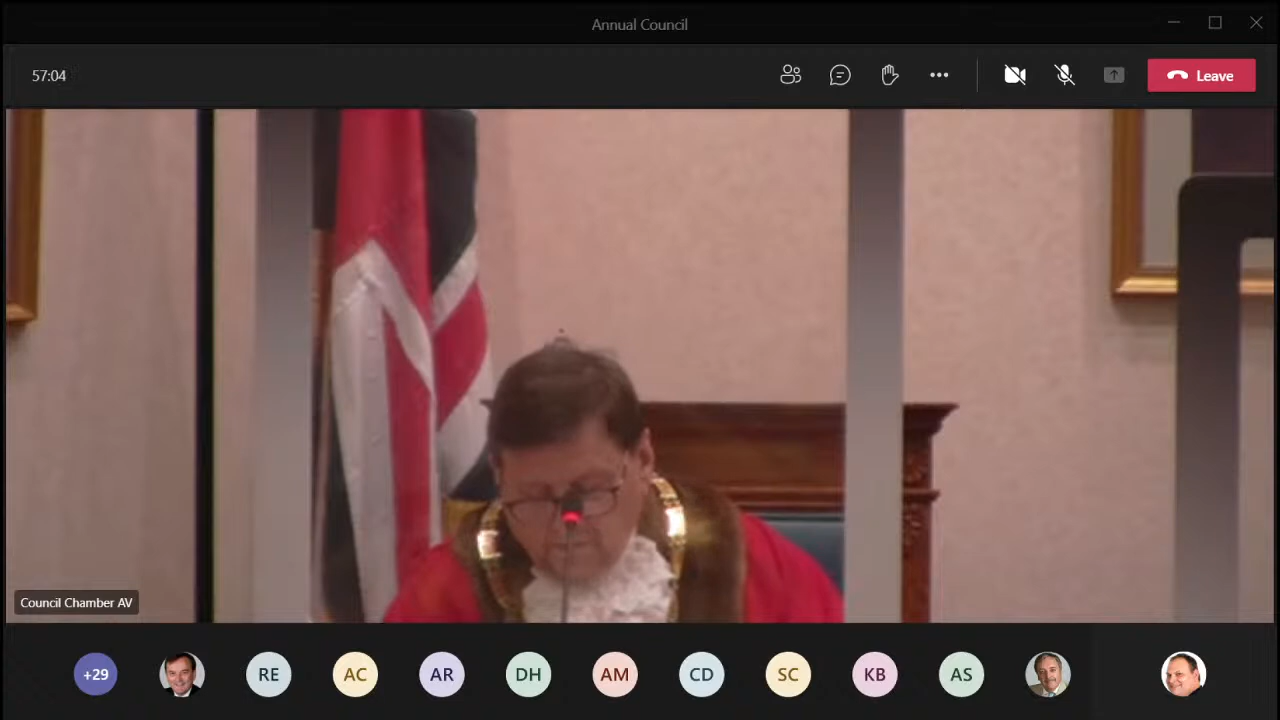 Annual Council
57:04
Leave
Council Chamber AV
+29
RE
AC
AR
DH
AM
CD
SC
KB
AS